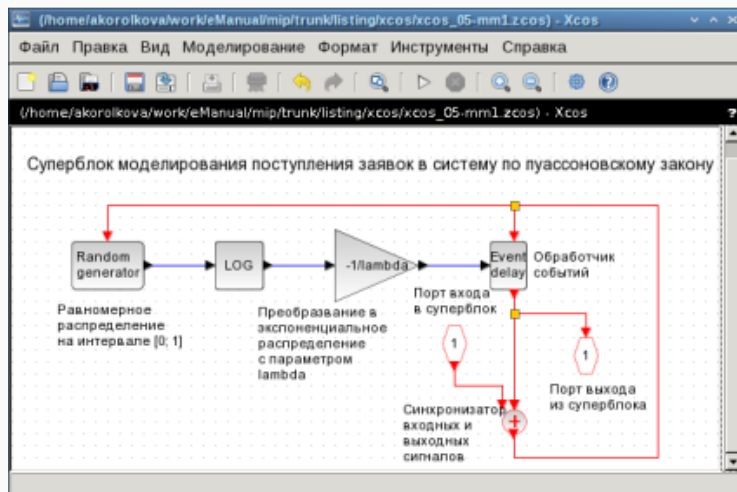 (/home/akorolkova/work/eManual/mip/trunk/listing/xcos/xcos_05-mm1.zcos) - Xcos
Файл Правка Вид Моделирование Формат Инструменты Справка
(/home/akorolkova/work/eManual/mip/trunk/listing/xcos/xcos_05-mm1.zcos) - Xcos
?
Суперблок моделирования поступления заявок в систему по пуассоновскому закону
Random
generator
LOG
-1/lambda
Event
delay
Обработчик
событий
Равномерное
распределение
на интервале [0; 1]
Преобразвание в
экспоненциальное
распределение
с параметром
lambda
Порт входа
в суперблок
1
1
Порт выхода
из суперблока
Синхронизатор
входных и
выходных
сигналов
+